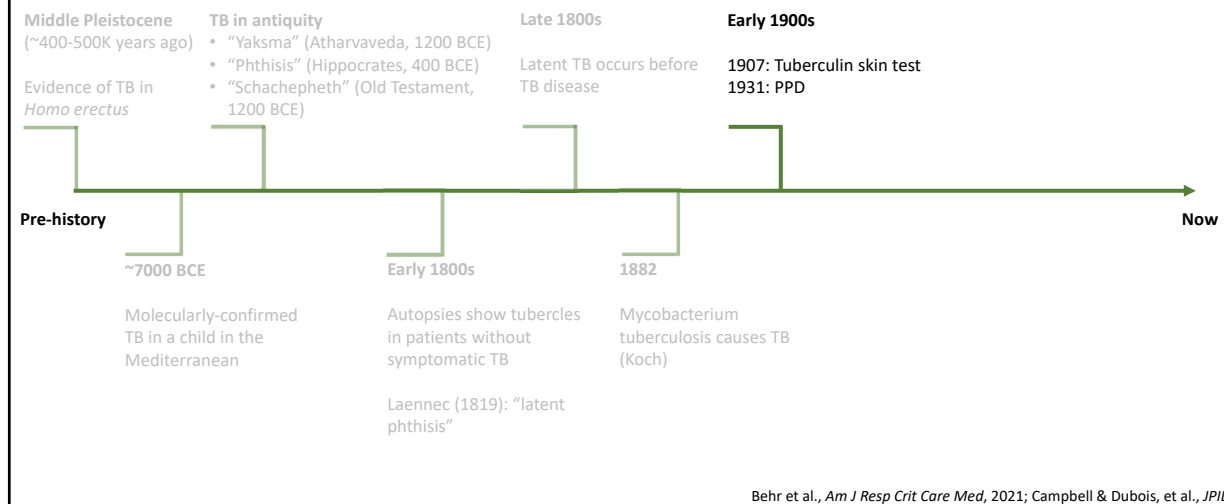 Middle Pleistocene
(~400-500K years ago)
Evidence of TB in
Homo erectus
TB in antiquity
• “Yaksma” (Atharvaveda, 1200 BCE)
• “Phthisis” (Hippocrates, 400 BCE)
• “Schachepheth” (Old Testament,
1200 BCE)
Late 1800s
Latent TB occurs before
TB disease
Early 1900s
1907: Tuberculin skin test
1931: PPD
Pre-history
Now
~7000 BCE
Molecularly-confirmed
TB in a child in the
Mediterranean
Early 1800s
Autopsies show tubercles
in patients without
symptomatic TB
Laennec (1819): “latent
phthisis”
1882
Mycobacterium
tuberculosis causes TB
(Koch)
Behr et al., Am J Resp Crit Care Med, 2021; Campbell & Dubois, et al.,